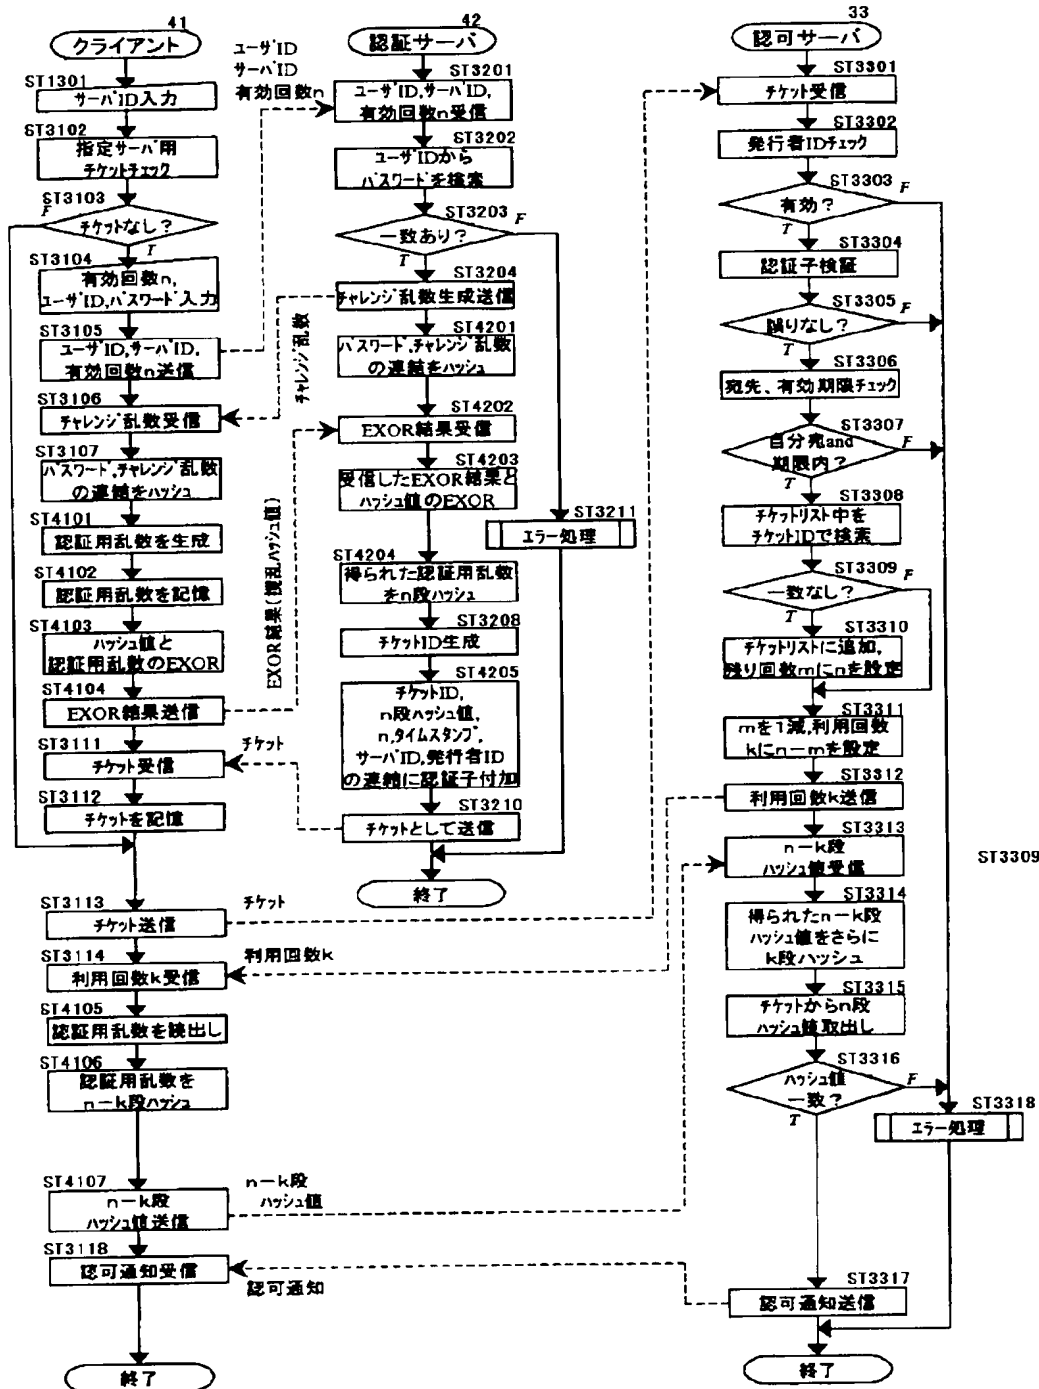 41
クライアント
ST1301
サーバID入力
ST3102
指定サーバ用
チケットチェック
ST3103
F
チケットなし?
T
ST3104
有効回数n,
ユーザID,パスワード入力
ST3105
ユーザID,サーバID,
有効回数n送信
ST3106
チャレンジ乱数受信
ST3107
パスワード,チャレンジ乱数
の連結をハッシュ
ST4101
認証用乱数を生成
ST4102
認証用乱数を記憶
ST4103
ハッシュ値と
認証用乱数のEXOR
ST4104
EXOR結果送信
ST3111
チケット受信
ST3112
チケットを記憶
ST3113
チケット送信
ST3114
利用回数k受信
ST4105
認証用乱数を読出し
ST4106
認証用乱数を
n-k段ハッシュ
ST4107
n-k段
ハッシュ値送信
ST3118
認可通知受信
終了
ユーザID
サーバID
有効回数n
チャレンジ乱数
EXOR結果(撹乱ハッシュ値)
チケット
チケット
利用回数k
n-k段
ハッシュ値
認可通知
42
認証サーバ
ST3201
ユーザID,サーバID,
有効回数n受信
ST3202
ユーザIDから
パスワードを検索
ST3203
F
一致あり?
T
ST3204
チャレンジ乱数生成送信
ST4201
パスワード,チャレンジ乱数
の連結をハッシュ
ST4202
EXOR結果受信
ST4203
受信したEXOR結果と
ハッシュ値のEXOR
ST3211
エラー処理
ST4204
得られた認証用乱数
をn段ハッシュ
ST3208
チケットID生成
ST4205
チケットID,
n段ハッシュ値,
n,タイムスタンプ,
サーバID,発行者ID
の連結に認証子付加
ST3210
チケットとして送信
終了
33
認可サーバ
ST3301
チケット受信
ST3302
発行者IDチェック
ST3303
F
有効?
T
ST3304
認証子検証
ST3305
F
誤りなし?
T
ST3306
宛先、有効期限チェック
ST3307
自分宛and
F
期限内?
T
ST3308
チケットリスト中を
チケットIDで検索
ST3309
F
一致なし?
T
ST3310
チケットリストに追加,
残り回数mにnを設定
ST3311
mを1減,利用回数
kにn-mを設定
ST3312
利用回数k送信
ST3313
n-k段
ハッシュ値受信
ST3309
ST3314
得られたn-k段
ハッシュ値をさらに
k段ハッシュ
ST3315
チケットからn段
ハッシュ値取出し
ST3316
ハッシュ値
F
一致?
T
ST3318
エラー処理
ST3317
認可通知送信
終了